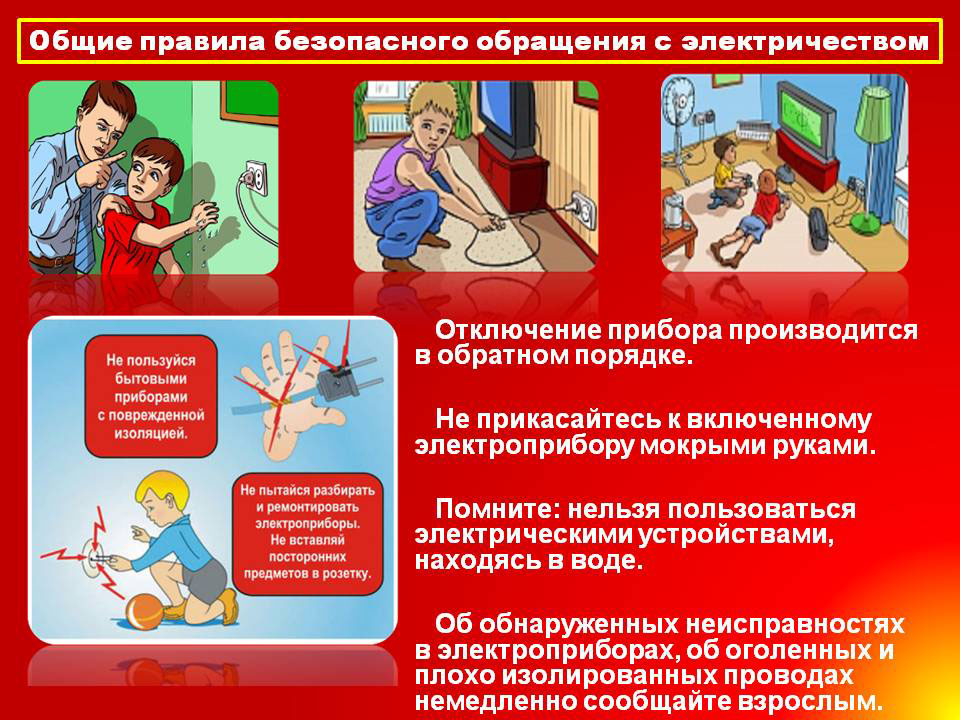 Общие правила безопасного обращения с электричеством
Не пользуйся
бытовыми
приборами
с поврежденной
изоляцией.
Не пытайся разбирать
и ремонтировать
электроприборы.
Не вставляй
посторонних
предметов в розетку.
Отключение прибора производится
в обратном порядке.
Не прикасайтесь к включенному
электроприбору мокрыми руками.
Помните: нельзя пользоваться
электрическими устройствами,
находясь в воде.
Об обнаруженных неисправностях
в электроприборах, об оголенных и
плохо изолированных проводах
немедленно сообщайте взрослым.